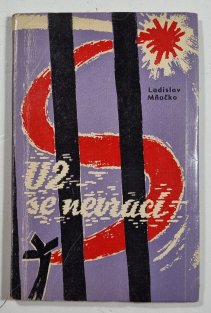 Ladislav
Mňačko
U2
se nevrací